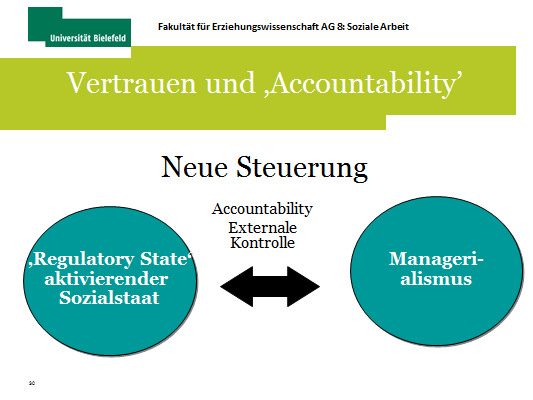 Universität Bielefeld
Fakultät für Erziehungswissenschaft AG 8: Soziale Arbeit
Vertrauen und ‚Accountability’
Neue Steuerung
Accountability
Externale
Kontrolle
‚Regulatory State‘
aktivierender
Sozialstaat
Manageri-
alismus